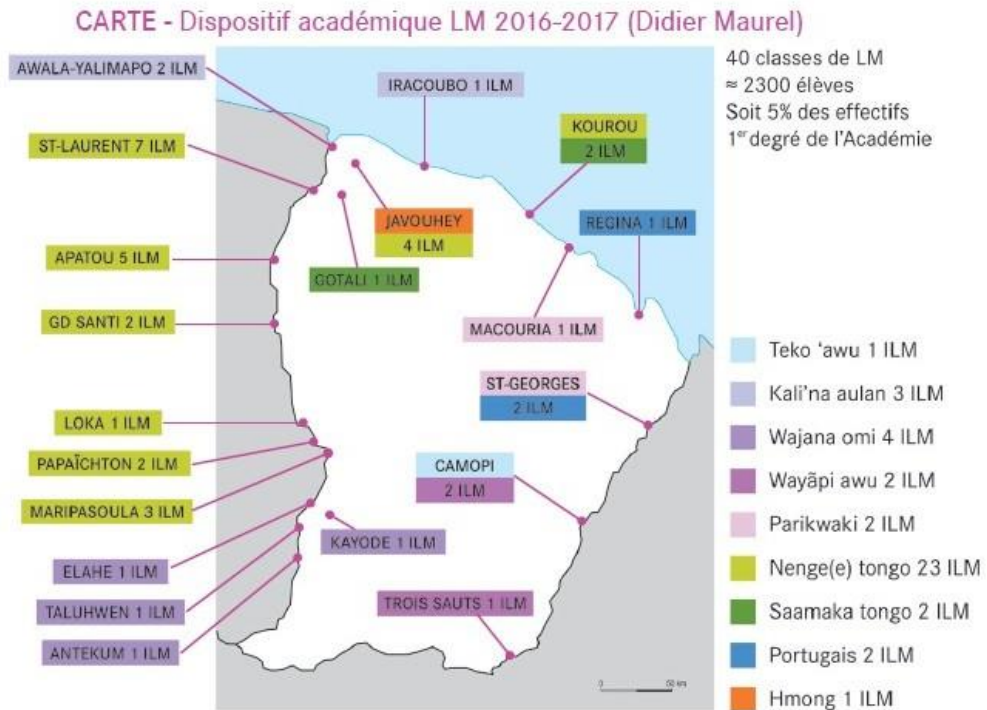 CARTE - Dispositif académique LM 2016-2017 (Didier Maurel)
40 classes de LM
≈ 2300 élèves
Soit 5% des effectifs
1er degré de l'Académie
AWALA-YALIMAPO 2 ILM
IRACOUBO 1 ILM
ST-LAURENT 7 ILM
KOUROU
2 ILM
JAVOUHEY
4 ILM
REGINA 1 ILM
APATOU 5 ILM
GOTALI 1 ILM
GD SANTI 2 ILM
MACOURIA 1 ILM
ST-GEORGES
2 ILM
LOKA 1 ILM
PAPAÏCHTON 2 ILM
CAMOPI
2 ILM
MARIPASOULA 3 ILM
KAYODE 1 ILM
ELAHE 1 ILM
TALUHWEN 1 ILM
TROIS SAUTS 1 ILM
ANTEKUM 1 ILM
Teko 'awu 1 ILM
Kali'na aulan 3 ILM
Wajana omi 4 ILM
Wayãpi awu 2 ILM
Parikwaki 2 ILM
Nenge(e) tongo 23 ILM
Saamaka tongo 2 ILM
Portugais 2 ILM
Hmong 1 ILM
0 50 km